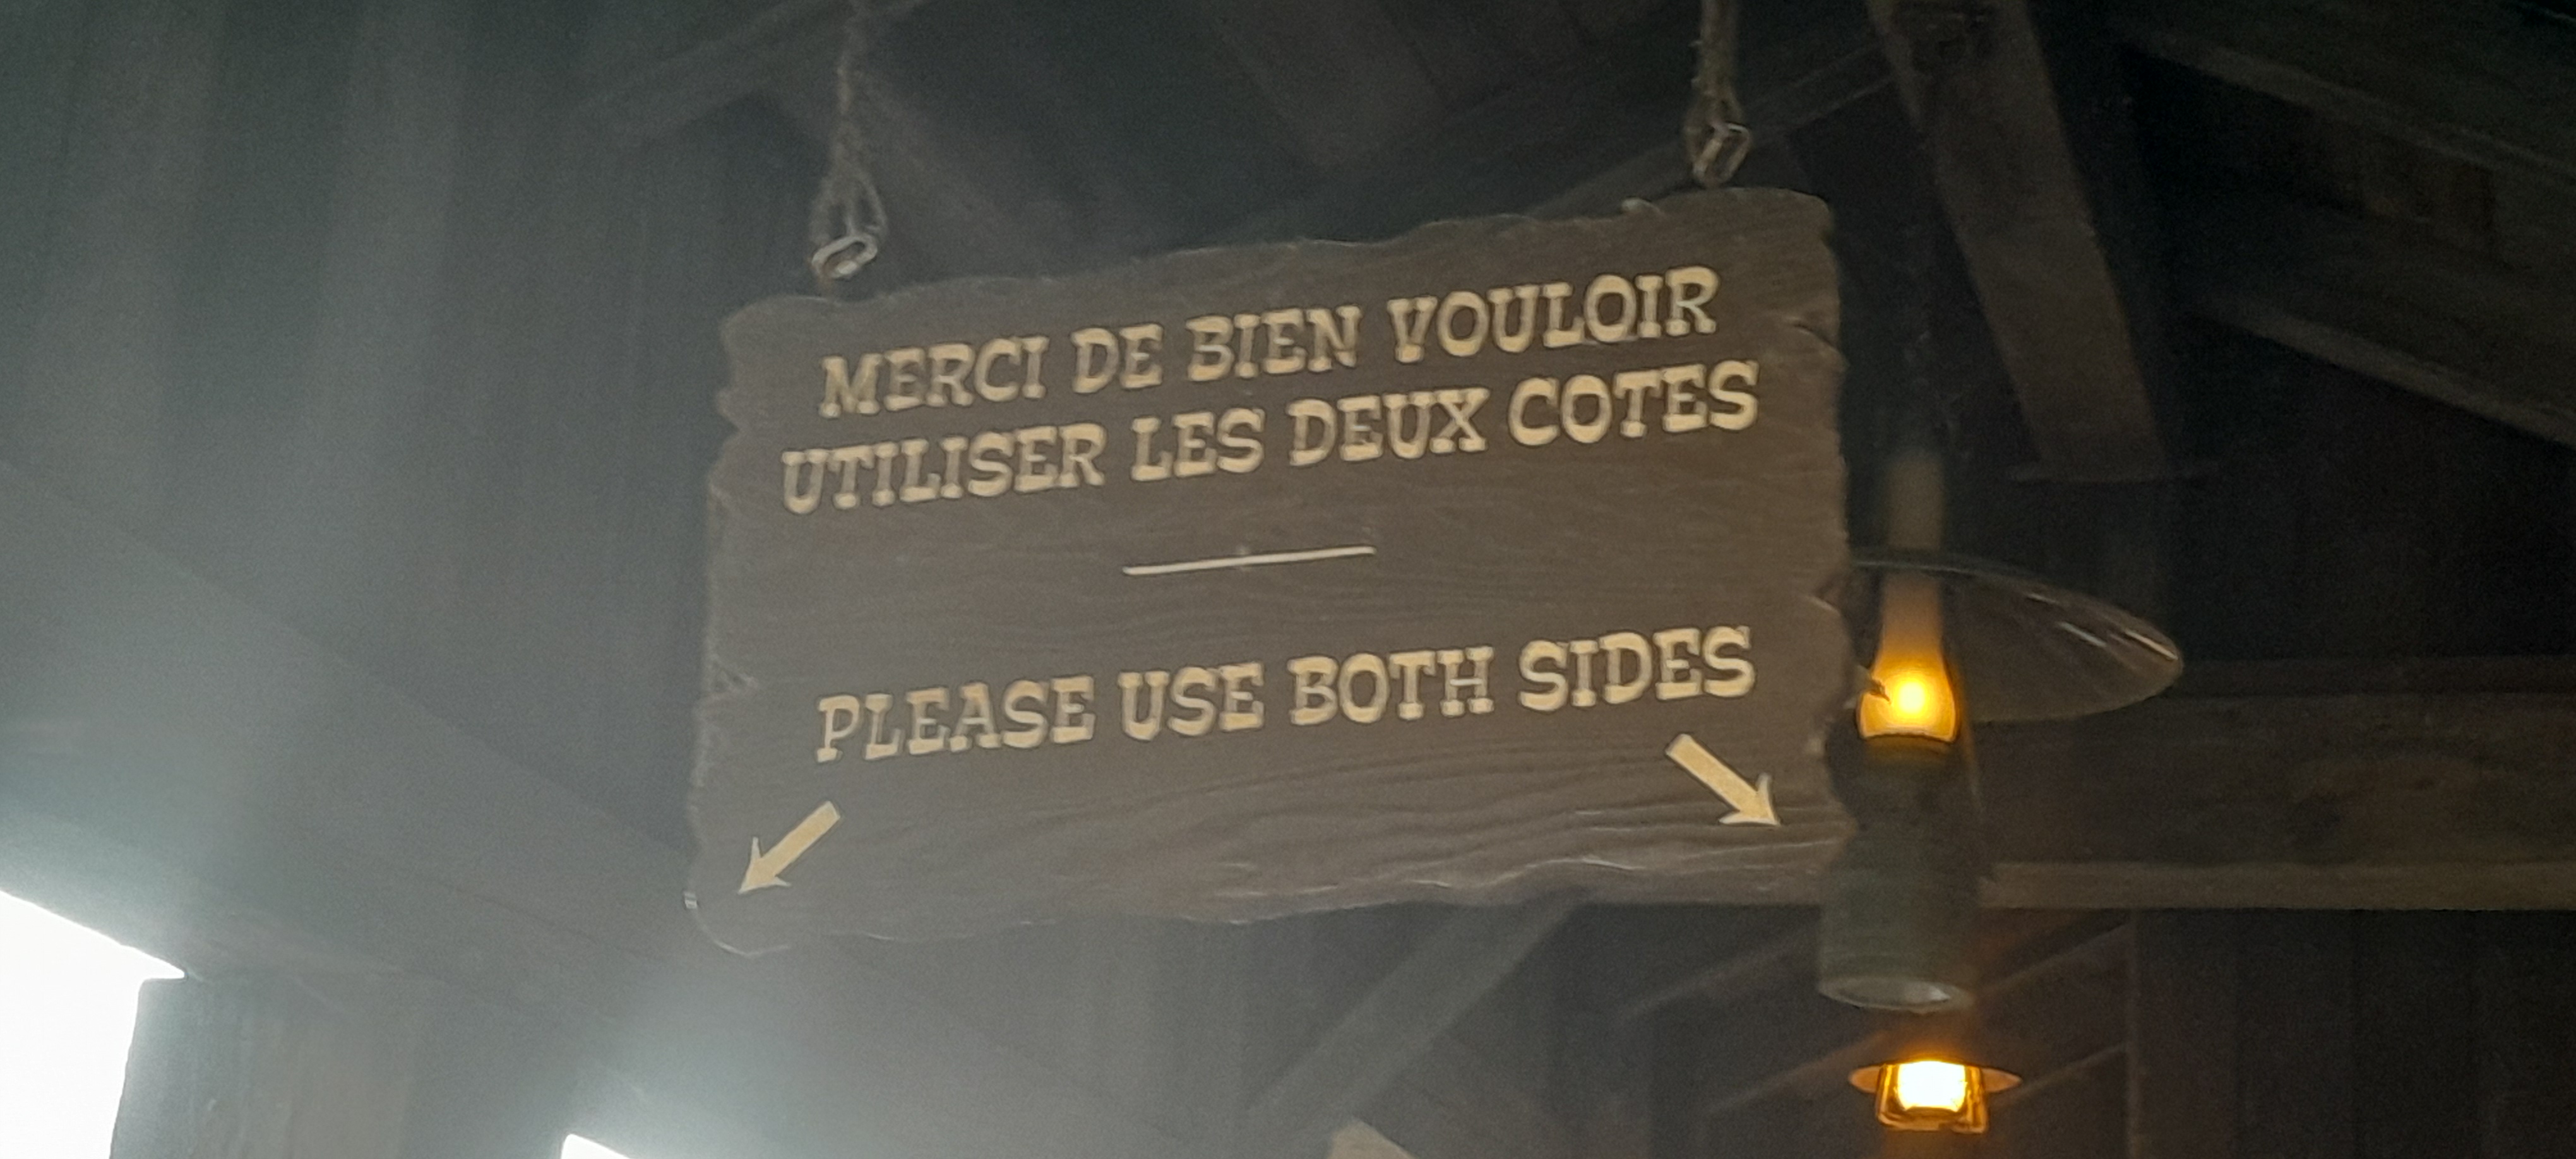 MERCI DE BIEN VOULOIR
UTILISER LES DEUX COTES
PLEASE USE BOTH SIDES